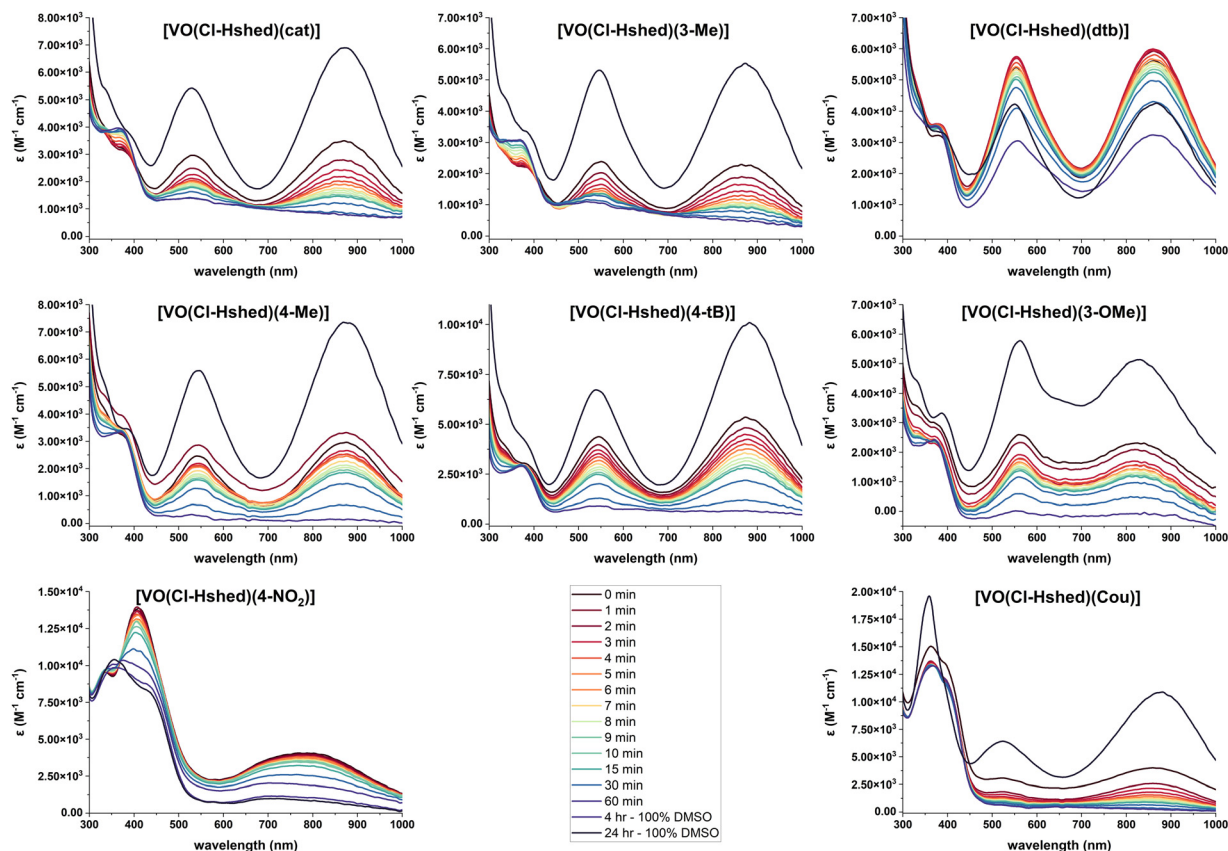 [VO(Cl-Hshed)(cat)]
8.00×10³
7.00×10³
6.00×10³
5.00×10³
4.00×10³
3.00×10³
2.00×10³
1.00×10³
0.00
ε (M⁻¹ cm⁻¹)
300 400 500 600 700 800 900 1000
wavelength (nm)
[VO(Cl-Hshed)(3-Me)]
8.00×10³
7.00×10³
6.00×10³
5.00×10³
4.00×10³
3.00×10³
2.00×10³
1.00×10³
0.00
ε (M⁻¹ cm⁻¹)
300 400 500 600 700 800 900 1000
wavelength (nm)
[VO(Cl-Hshed)(dtb)]
7.00×10³
6.00×10³
5.00×10³
4.00×10³
3.00×10³
2.00×10³
1.00×10³
0.00
ε (M⁻¹ cm⁻¹)
300 400 500 600 700 800 900 1000
wavelength (nm)
[VO(Cl-Hshed)(4-Me)]
8.00×10³
7.00×10³
6.00×10³
5.00×10³
4.00×10³
3.00×10³
2.00×10³
1.00×10³
0.00
ε (M⁻¹ cm⁻¹)
300 400 500 600 700 800 900 1000
wavelength (nm)
[VO(Cl-Hshed)(4-tB)]
1.00×10⁴
7.50×10³
5.00×10³
2.50×10³
0.00
ε (M⁻¹ cm⁻¹)
300 400 500 600 700 800 900 1000
wavelength (nm)
[VO(Cl-Hshed)(3-OMe)]
8.00×10³
7.00×10³
6.00×10³
5.00×10³
4.00×10³
3.00×10³
2.00×10³
1.00×10³
0.00
ε (M⁻¹ cm⁻¹)
300 400 500 600 700 800 900 1000
wavelength (nm)
[VO(Cl-Hshed)(4-NO₂)]
1.50×10⁴
1.25×10⁴
1.00×10⁴
7.50×10³
5.00×10³
2.50×10³
0.00
ε (M⁻¹ cm⁻¹)
300 400 500 600 700 800 900 1000
wavelength (nm)
0 min
1 min
2 min
3 min
4 min
5 min
6 min
7 min
8 min
9 min
10 min
15 min
30 min
60 min
4 hr - 100% DMSO
24 hr - 100% DMSO
[VO(Cl-Hshed)(Cou)]
2.00×10⁴
1.75×10⁴
1.50×10⁴
1.25×10⁴
1.00×10⁴
7.50×10³
5.00×10³
2.50×10³
0.00
ε (M⁻¹ cm⁻¹)
300 400 500 600 700 800 900 1000
wavelength (nm)